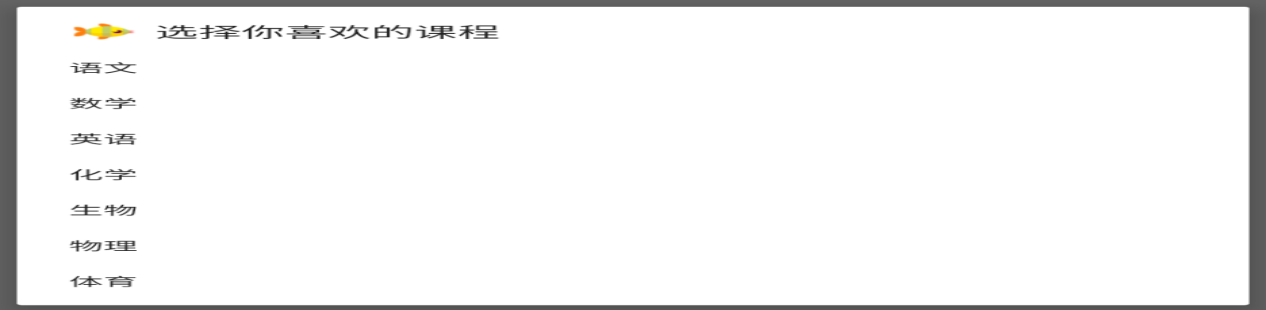 选择你喜欢的课程
语文
数学
英语
化学
生物
物理
体育